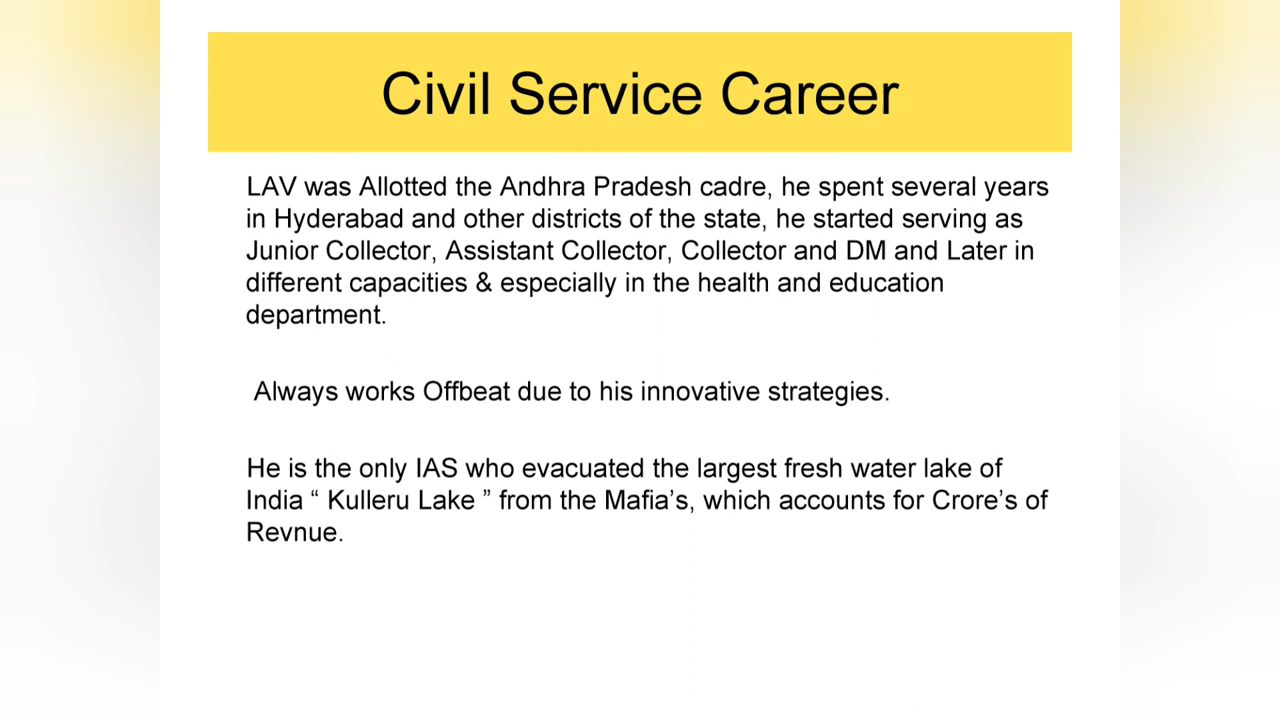 Civil Service Career
LAV was Allotted the Andhra Pradesh cadre, he spent several years
in Hyderabad and other districts of the state, he started serving as
Junior Collector, Assistant Collector, Collector and DM and Later in
different capacities & especially in the health and education
department.
Always works Offbeat due to his innovative strategies.
He is the only IAS who evacuated the largest fresh water lake of
India “ Kulleru Lake ” from the Mafia’s, which accounts for Crore’s of
Revnue.